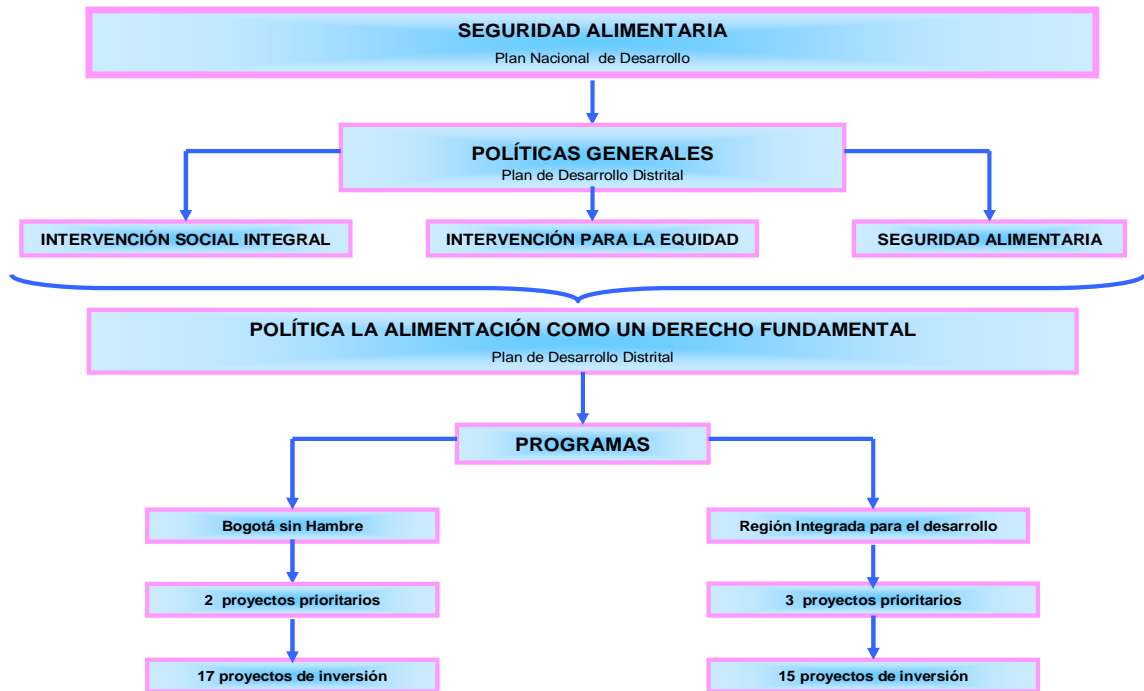 SEGURIDAD ALIMENTARIA
Plan Nacional de Desarrollo
POLÍTICAS GENERALES
Plan de Desarrollo Distrital
INTERVENCIÓN SOCIAL INTEGRAL
INTERVENCIÓN PARA LA EQUIDAD
SEGURIDAD ALIMENTARIA
POLÍTICA LA ALIMENTACIÓN COMO UN DERECHO FUNDAMENTAL
Plan de Desarrollo Distrital
PROGRAMAS
Bogotá sin Hambre
Región Integrada para el desarrollo
2 proyectos prioritarios
3 proyectos prioritarios
17 proyectos de inversión
15 proyectos de inversión